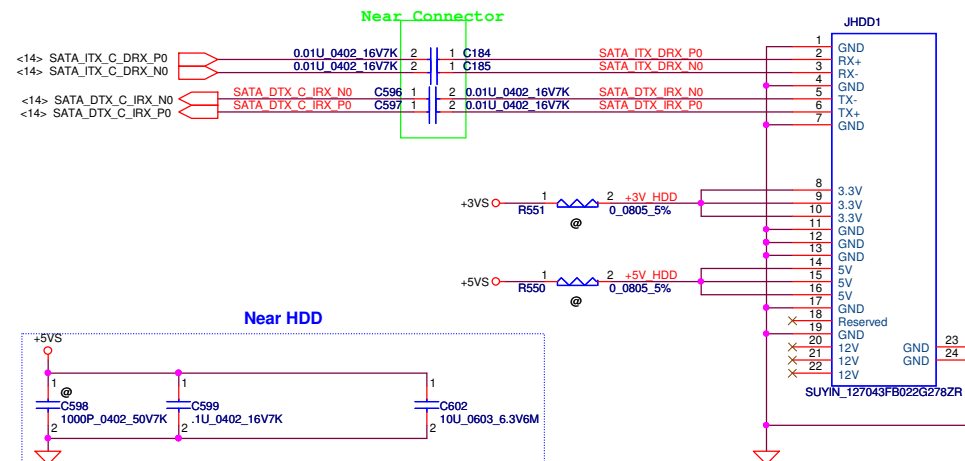 Near Connector
JHDD1
<14> SATA_ITX_C_DRX_P0 0.01U_0402_16V7K 2 1 C184 SATA_ITX_DRX_P0
<14> SATA_ITX_C_DRX_N0 0.01U_0402_16V7K 2 1 C185 SATA_ITX_DRX_N0
<14> SATA_DTX_C_IRX_N0 SATA_DTX_C_IRX_N0 C596 1 2 0.01U_0402_16V7K SATA_DTX_IRX_N0
<14> SATA_DTX_C_IRX_P0 SATA_DTX_C_IRX_P0 C597 1 2 0.01U_0402_16V7K SATA_DTX_IRX_P0
1 GND
2 RX+
3 RX-
4 GND
5 TX-
6 TX+
7 GND
8 3.3V
9 3.3V
10 3.3V
11 GND
12 GND
13 GND
14 5V
15 5V
16 5V
17 GND
18 Reserved
19 GND
20 12V
21 12V
22 12V
GND 23
GND 24
SUYIN_127043FB022G278ZR
+3VS 1 2 +3V_HDD
R551 0_0805_5%
@
+5VS 1 2 +5V_HDD
R550 0_0805_5%
@
Near HDD
+5VS
1 @
C598
1000P_0402_50V7K
2
1
C599
.1U_0402_16V7K
2
1
C602
10U_0603_6.3V6M
2